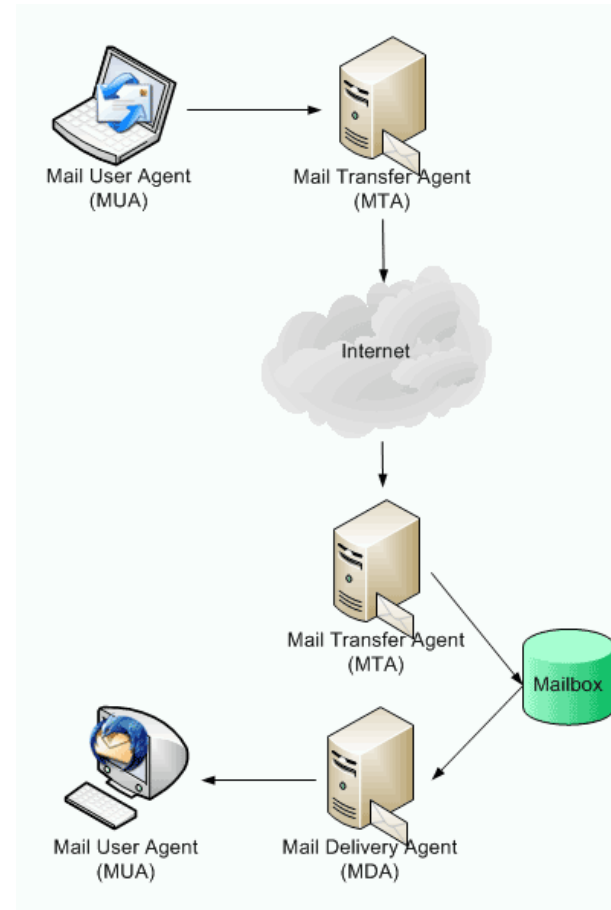 Mail User Agent
(MUA)
Mail Transfer Agent
(MTA)
Internet
Mail Transfer Agent
(MTA)
Mailbox
Mail User Agent
(MUA)
Mail Delivery Agent
(MDA)